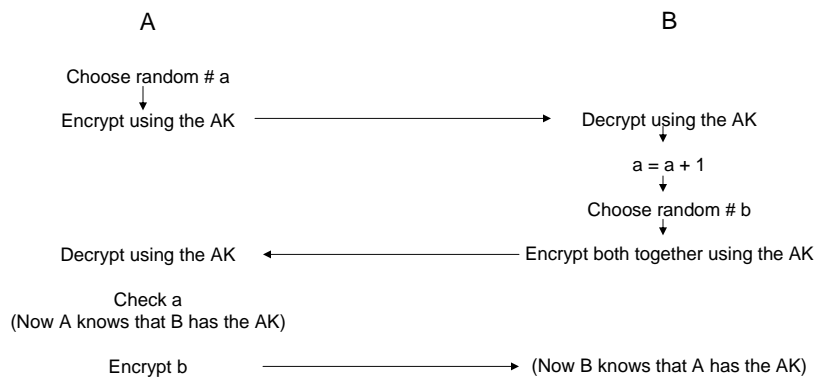 A
B
Choose random # a
Encrypt using the AK
Decrypt using the AK
a = a + 1
Choose random # b
Decrypt using the AK
Encrypt both together using the AK
Check a
(Now A knows that B has the AK)
Encrypt b
(Now B knows that A has the AK)